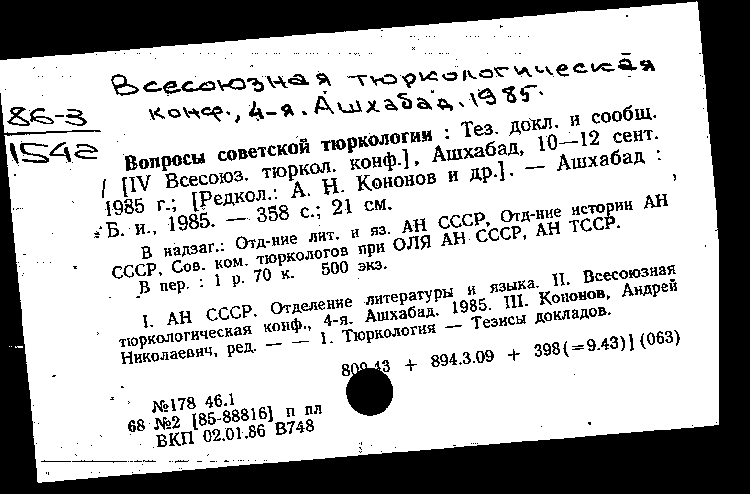 Всесоюзная тюркологическая
конф., 4-я. Ашхабад. 1985.
86-3
1542
Вопросы советской тюркологии : Тез. докл. и сообщ.
/ [IV Всесоюз. тюркол. конф.], Ашхабад, 10—12 сент.
1985 г.; [Редкол.: А. Н. Кононов и др.]. — Ашхабад :
Б. и., 1985. — 358 с.; 21 см.
В надзаг.: Отд-ние лит. и яз. АН СССР, Отд-ние истории АН
СССР, Сов. ком. тюркологов при ОЛЯ АН СССР, АН ТССР.
В пер. : 1 р. 70 к. 500 экз.
I. АН СССР. Отделение литературы и языка. II. Всесоюзная
тюркологическая конф., 4-я. Ашхабад. 1985. III. Кононов, Андрей
Николаевич, ред. — — 1. Тюркология — Тезисы докладов.
+ 894.3.09 + 398(=9.43)] (063)
№178 46.1
68 №2 [85-88816] п пл
ВКП 02.01.86 В748